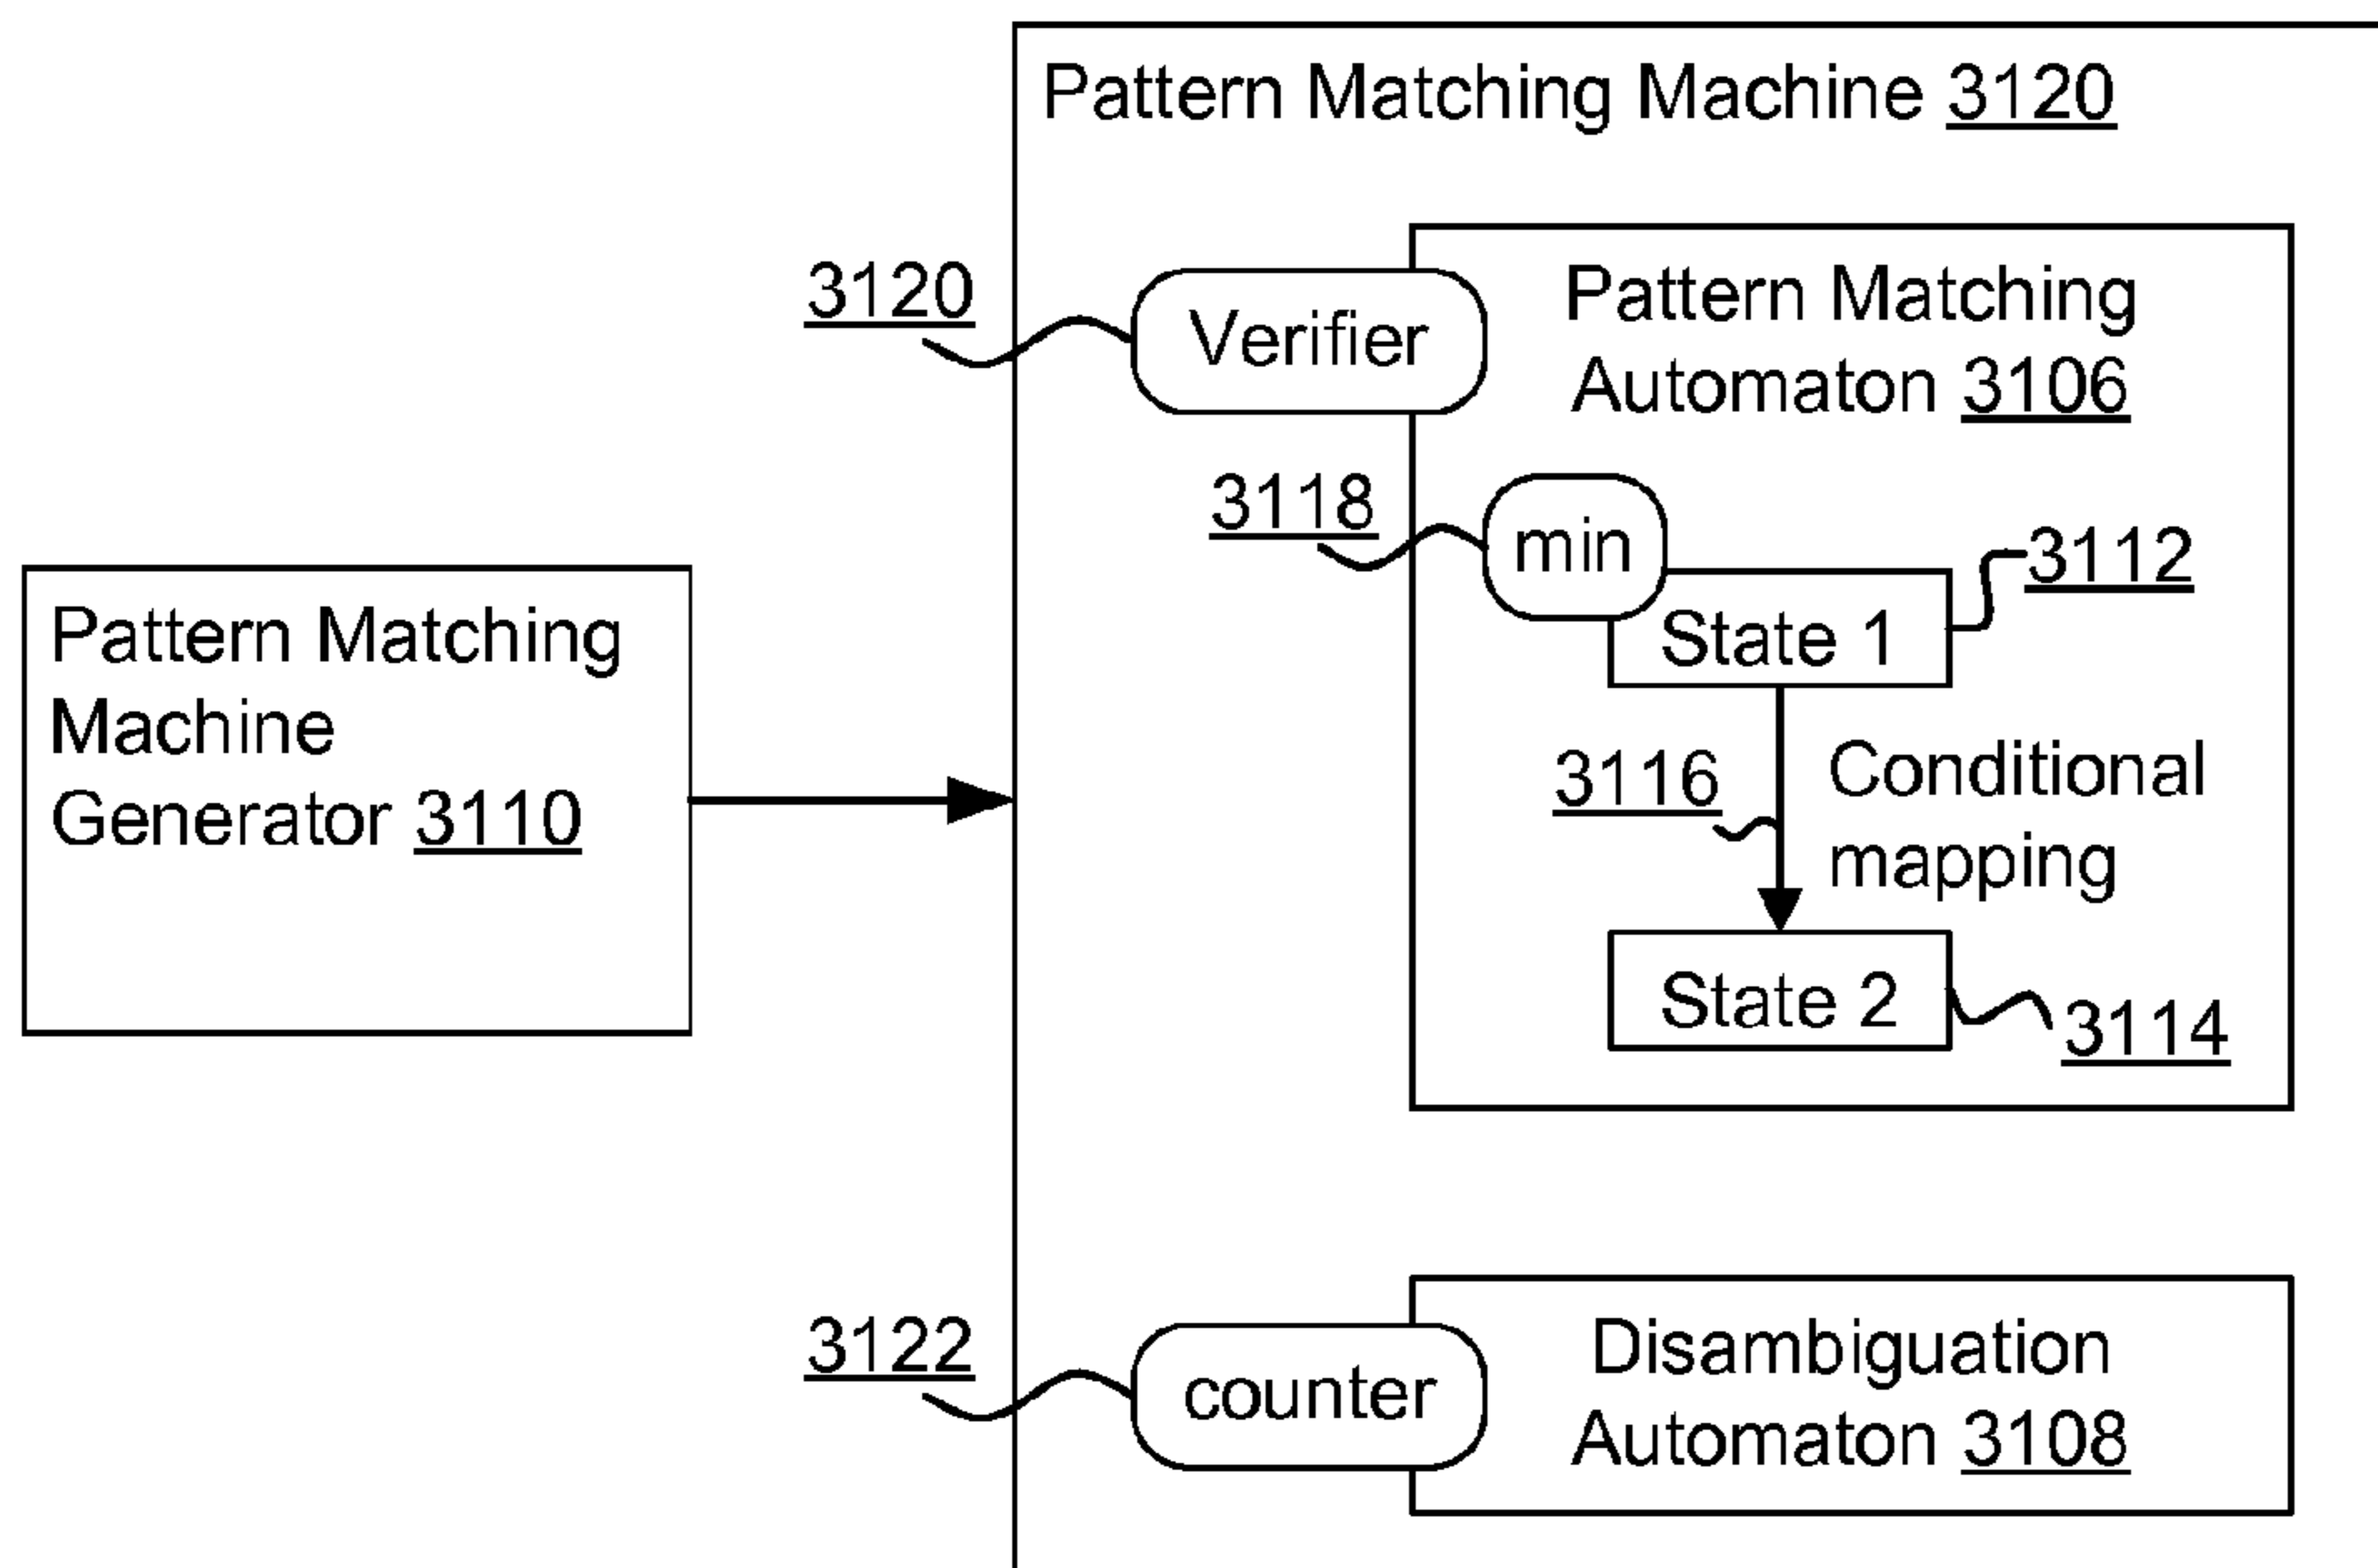 Pattern Matching Machine 3120
3120
Verifier
Pattern Matching
Automaton 3106
3118
min
3112
State 1
Pattern Matching
Machine
Generator 3110
3116
Conditional
mapping
State 2
3114
3122
counter
Disambiguation
Automaton 3108